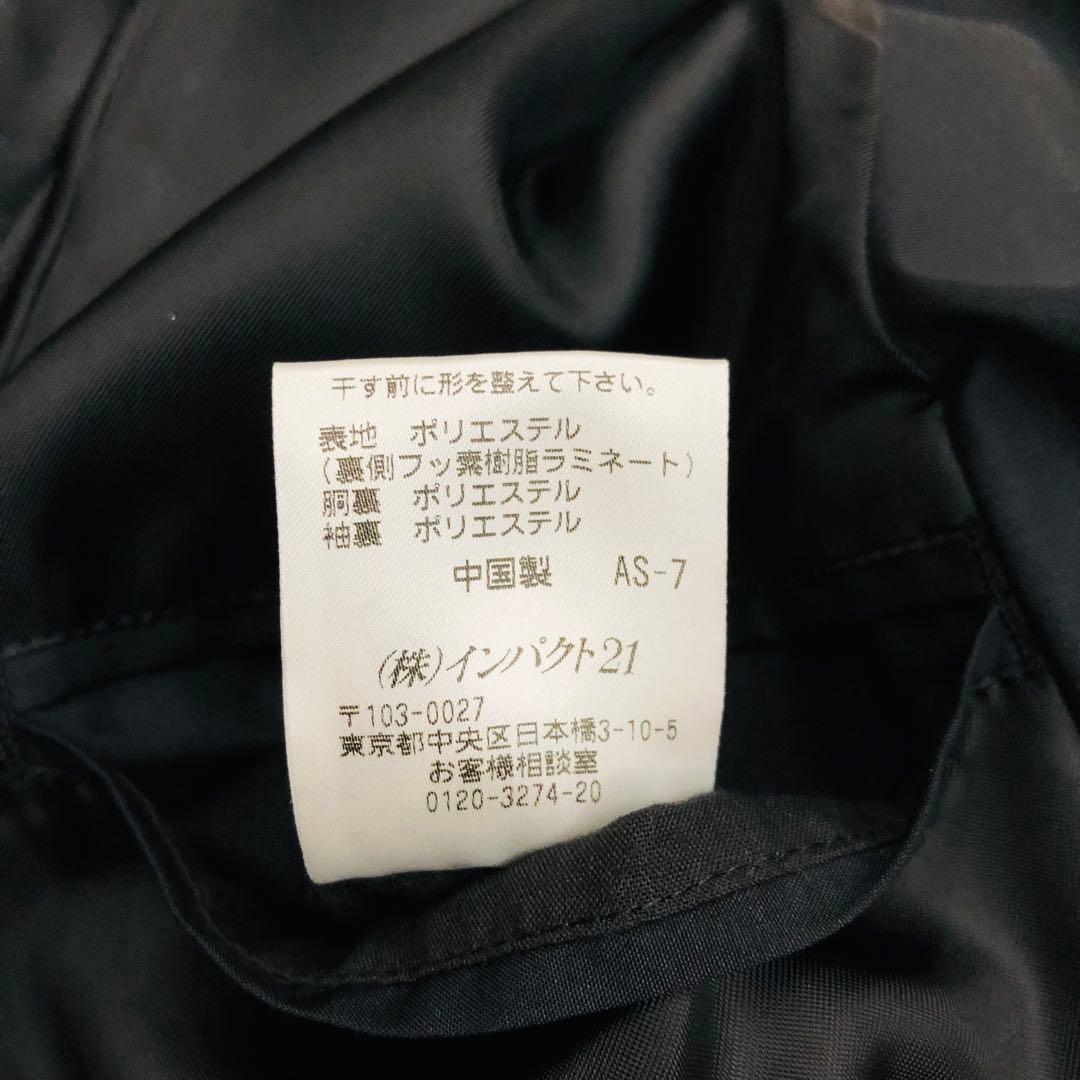 干す前に形を整えて下さい。
表地 ポリエステル
(裏側フッ素樹脂ラミネート)
胴裏 ポリエステル
袖裏 ポリエステル
中国製 AS-7
(株)インパクト21
〒103-0027
東京都中央区日本橋3-10-5
お客様相談室
0120-3274-20